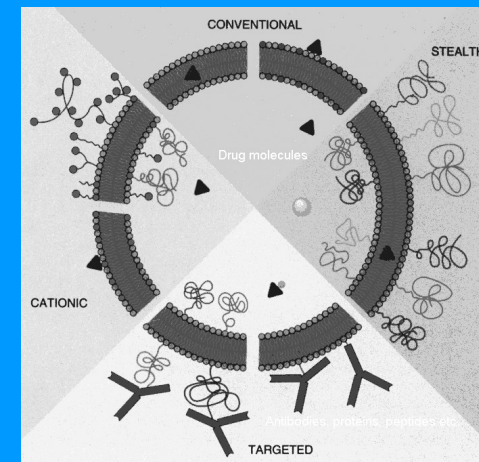 CONVENTIONAL
STEALTH
Drug molecules
CATIONIC
Antibodies, proteins, peptides etc.
TARGETED